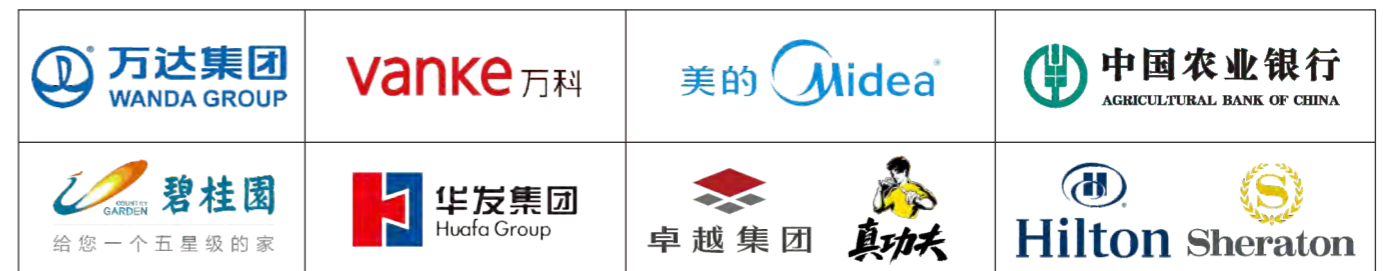 万达集团
WANDA GROUP
vanke 万科
美的 Midea
中国农业银行
AGRICULTURAL BANK OF CHINA
COUNTRY
GARDEN
碧桂園
给您一个五星级的家
华发集团
Huafa Group
卓越集团
真功夫
H
Hilton
S
Sheraton